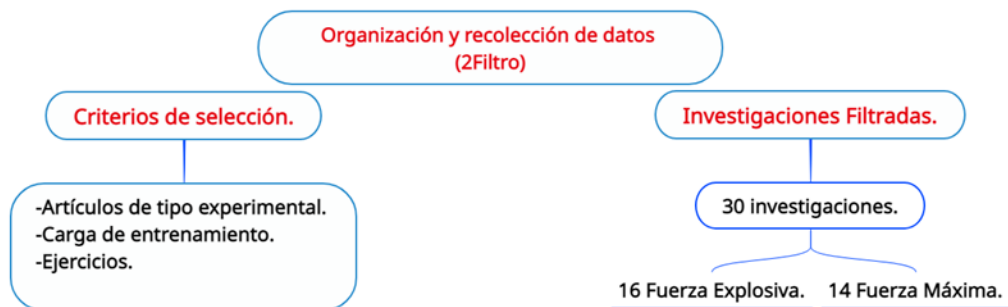 Organización y recolección de datos
(2Filtro)
Criterios de selección.
Investigaciones Filtradas.
-Artículos de tipo experimental.
-Carga de entrenamiento.
-Ejercicios.
30 investigaciones.
16 Fuerza Explosiva.
14 Fuerza Máxima.